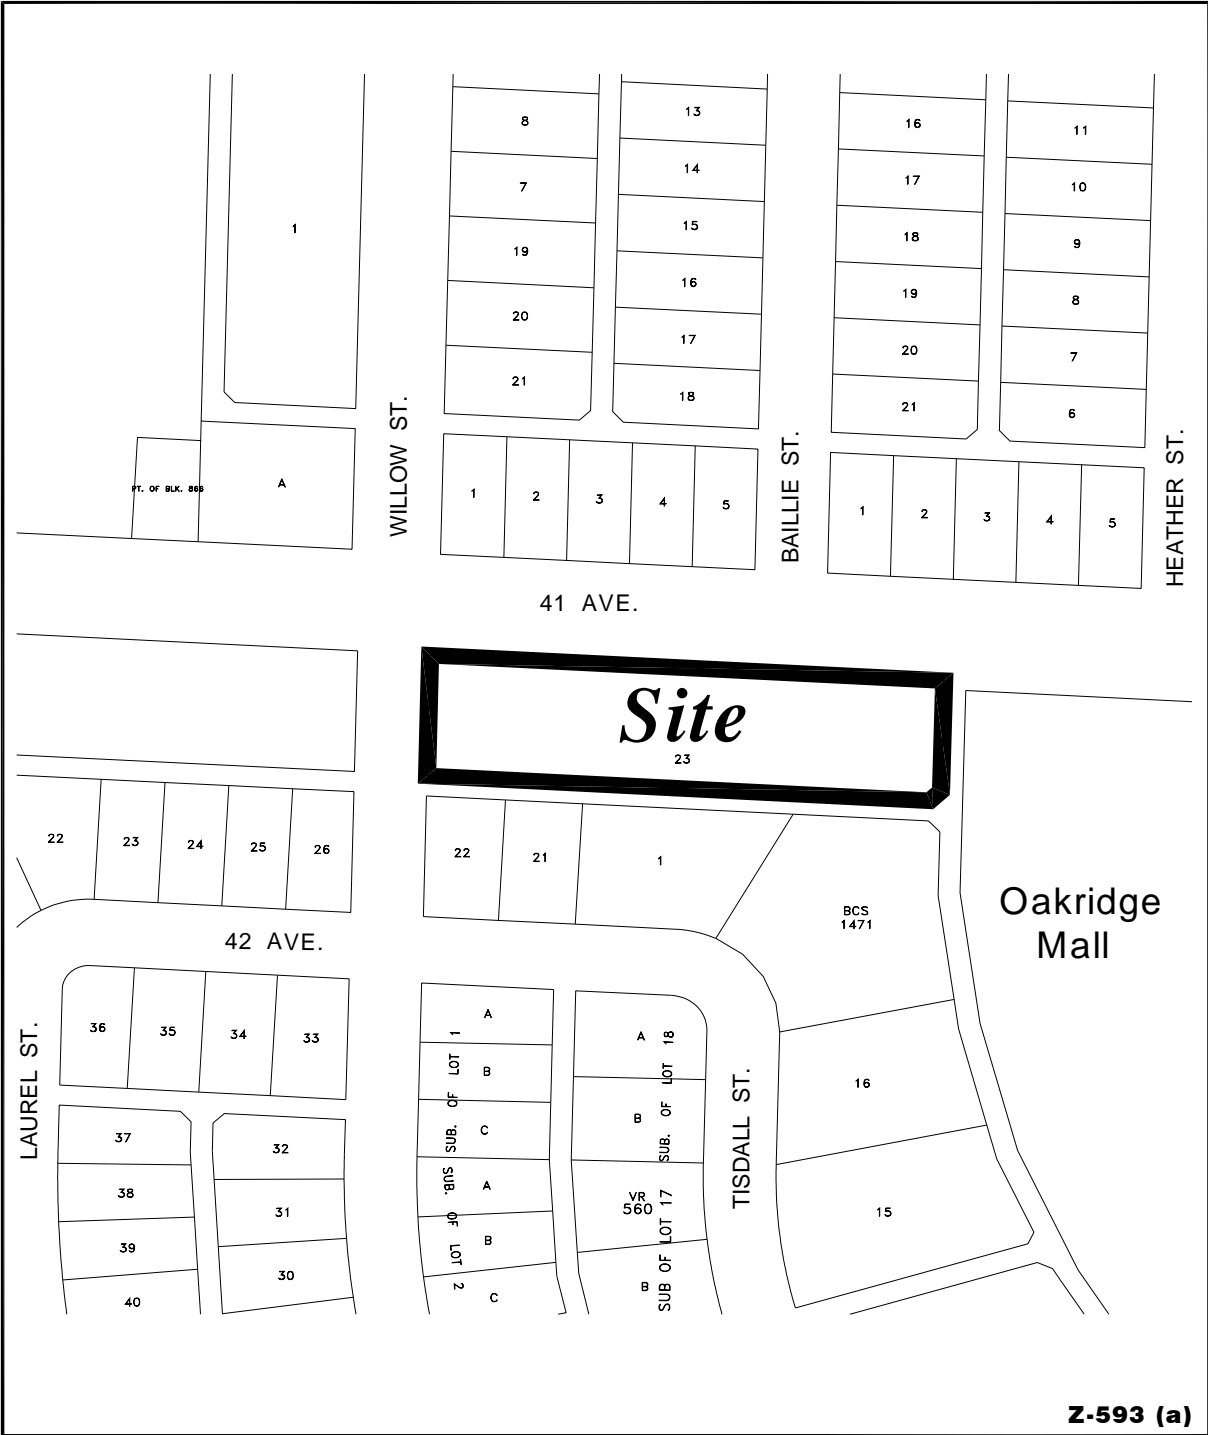 8
7
19
20
21
13
14
15
16
17
18
16
17
18
19
20
21
11
10
9
8
7
6
1
PT. OF BLK. 866
A
WILLOW ST.
1
2
3
4
5
BAILLIE ST.
1
2
3
4
5
HEATHER ST.
41 AVE.
Site
23
22
23
24
25
26
22
21
1
BCS
1471
Oakridge
Mall
42 AVE.
LAUREL ST.
36
35
34
33
37
38
39
40
32
31
30
A
B
C
SUB. OF LOT 1
A
B
C
SUB. OF LOT 2
A
B
SUB. OF LOT 18
VR
560
B
SUB OF LOT 17
TISDALL ST.
16
15
Z-593 (a)